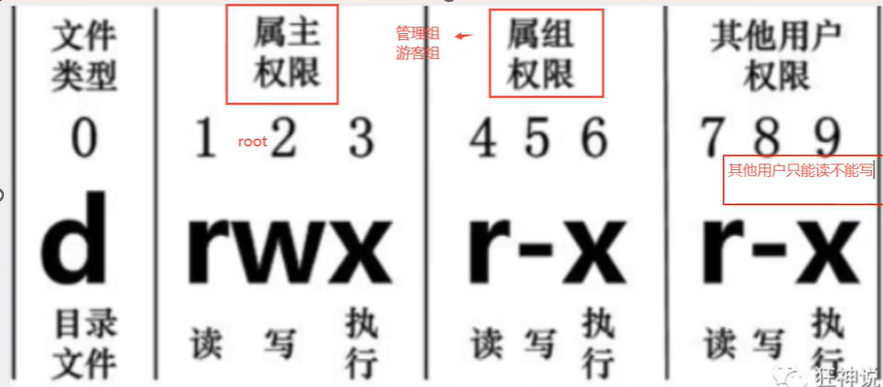 文件
类型
属主
权限
管理组
游客组
属组
权限
其他用户
权限
0
1 root 2 3
4 5 6
7 8 9
其他用户只能读不能写
d
rwx
r-x
r-x
目录
文件
读 写 执行
读 写 执行
读 写 执行
狂神说